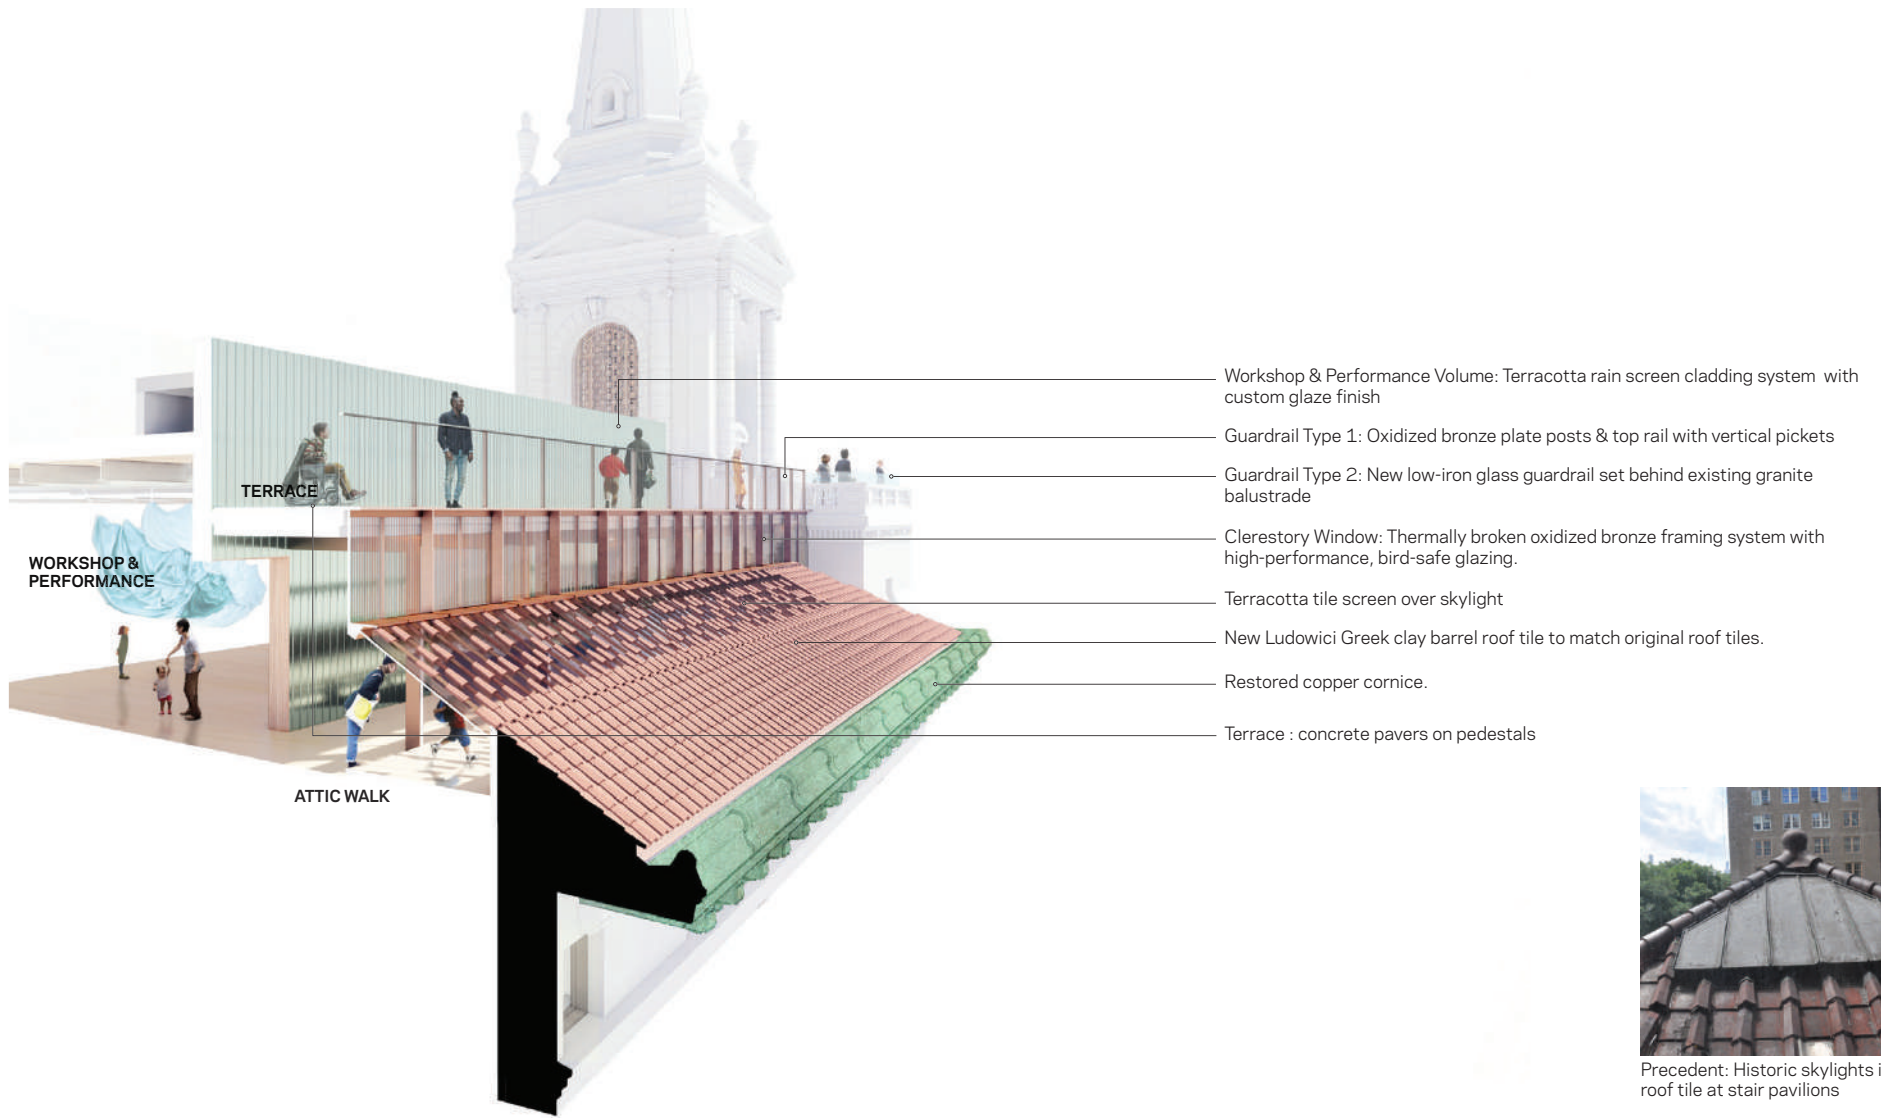 Workshop & Performance Volume: Terracotta rain screen cladding system with
custom glaze finish
Guardrail Type 1: Oxidized bronze plate posts & top rail with vertical pickets
Guardrail Type 2: New low-iron glass guardrail set behind existing granite
balustrade
TERRACE
Clerestory Window: Thermally broken oxidized bronze framing system with
high-performance, bird-safe glazing.
WORKSHOP &
PERFORMANCE
Terracotta tile screen over skylight
New Ludowici Greek clay barrel roof tile to match original roof tiles.
Restored copper cornice.
Terrace : concrete pavers on pedestals
ATTIC WALK
Precedent: Historic skylights i
roof tile at stair pavilions